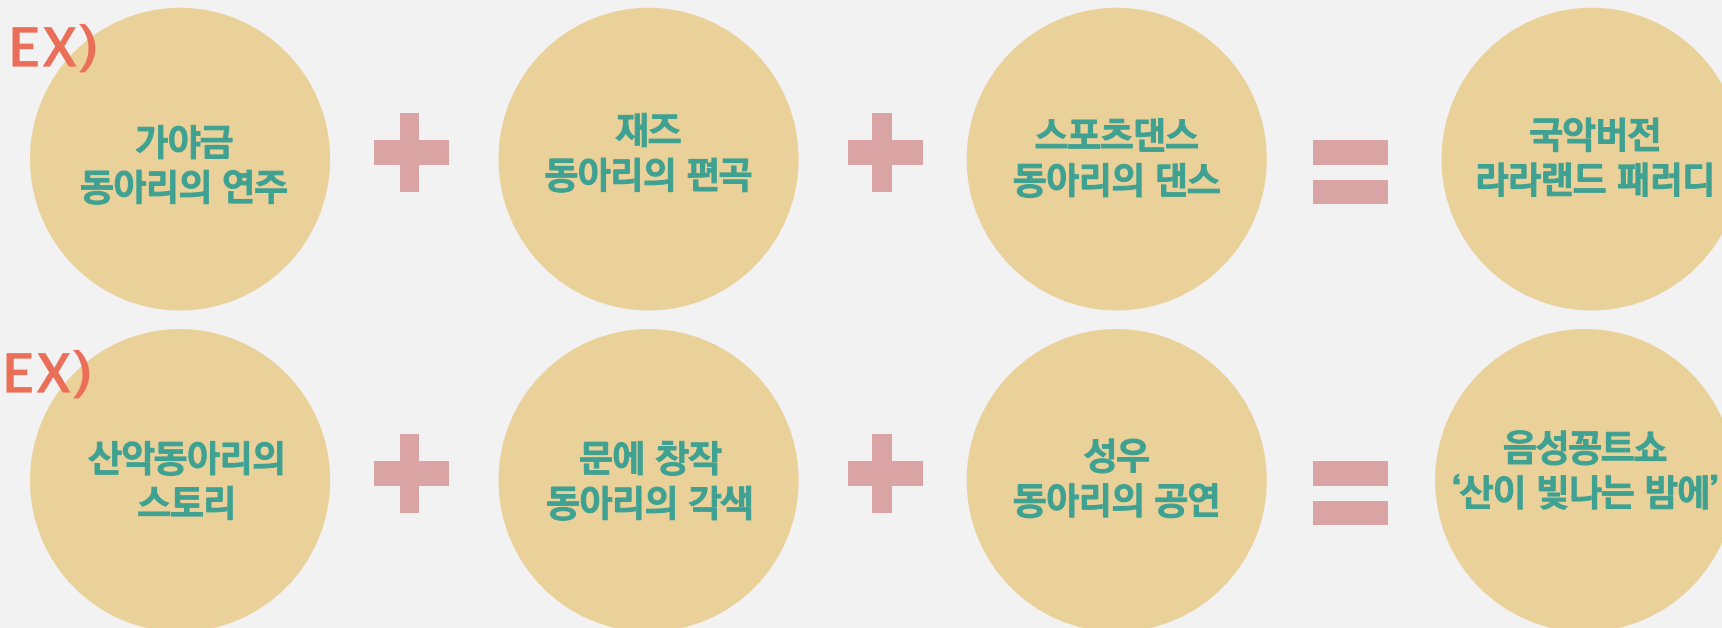 EX)
가야금
동아리의 연주
재즈
동아리의 편곡
스포츠댄스
동아리의 댄스
국악버전
라라랜드 패러디
EX)
산악동아리의
스토리
문에 창작
동아리의 각색
성우
동아리의 공연
음성꽁트쇼
‘산이 빛나는 밤에’